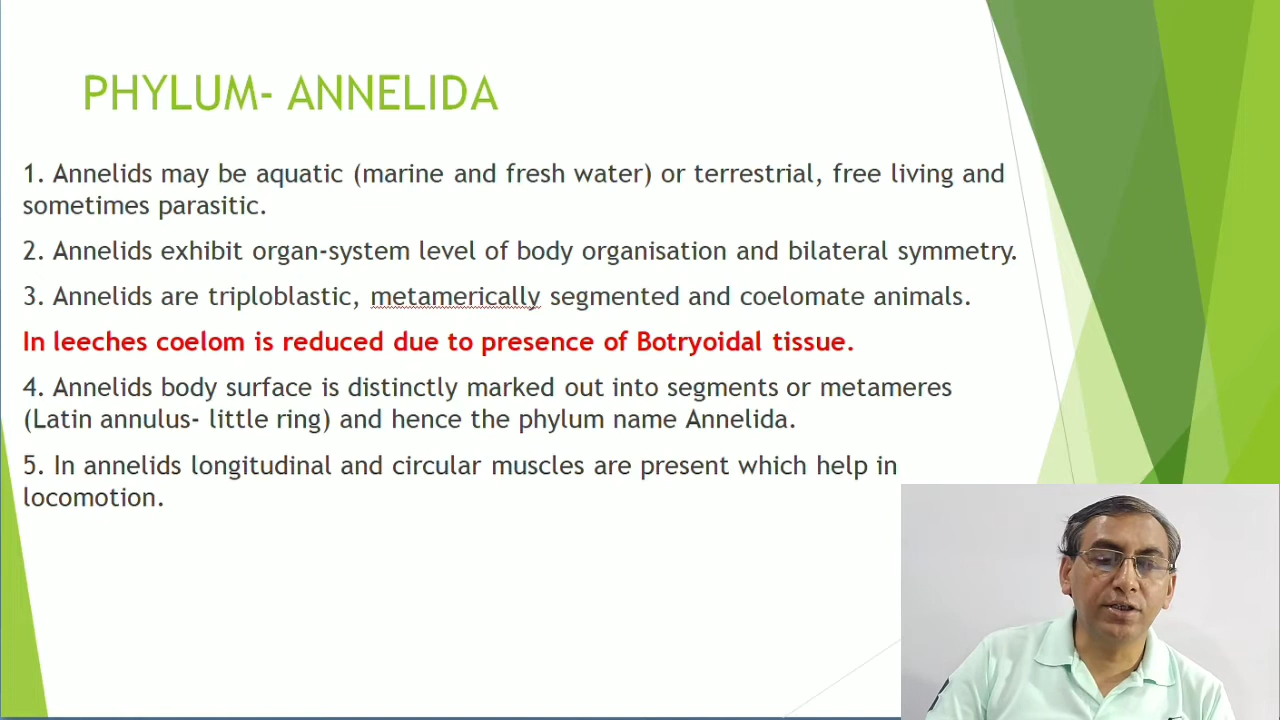 PHYLUM- ANNELIDA
1. Annelids may be aquatic (marine and fresh water) or terrestrial, free living and
sometimes parasitic.
2. Annelids exhibit organ-system level of body organisation and bilateral symmetry.
3. Annelids are triploblastic, metamerically segmented and coelomate animals.
In leeches coelom is reduced due to presence of Botryoidal tissue.
4. Annelids body surface is distinctly marked out into segments or metameres
(Latin annulus- little ring) and hence the phylum name Annelida.
5. In annelids longitudinal and circular muscles are present which help in
locomotion.